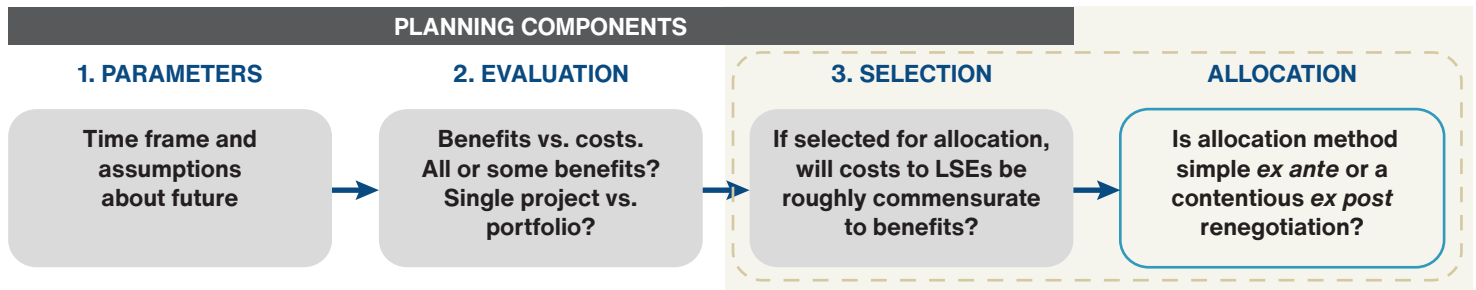 PLANNING COMPONENTS
1. PARAMETERS
Time frame and
assumptions
about future
2. EVALUATION
Benefits vs. costs.
All or some benefits?
Single project vs.
portfolio?
3. SELECTION
If selected for allocation,
will costs to LSEs be
roughly commensurate
to benefits?
ALLOCATION
Is allocation method
simple ex ante or a
contentious ex post
renegotiation?